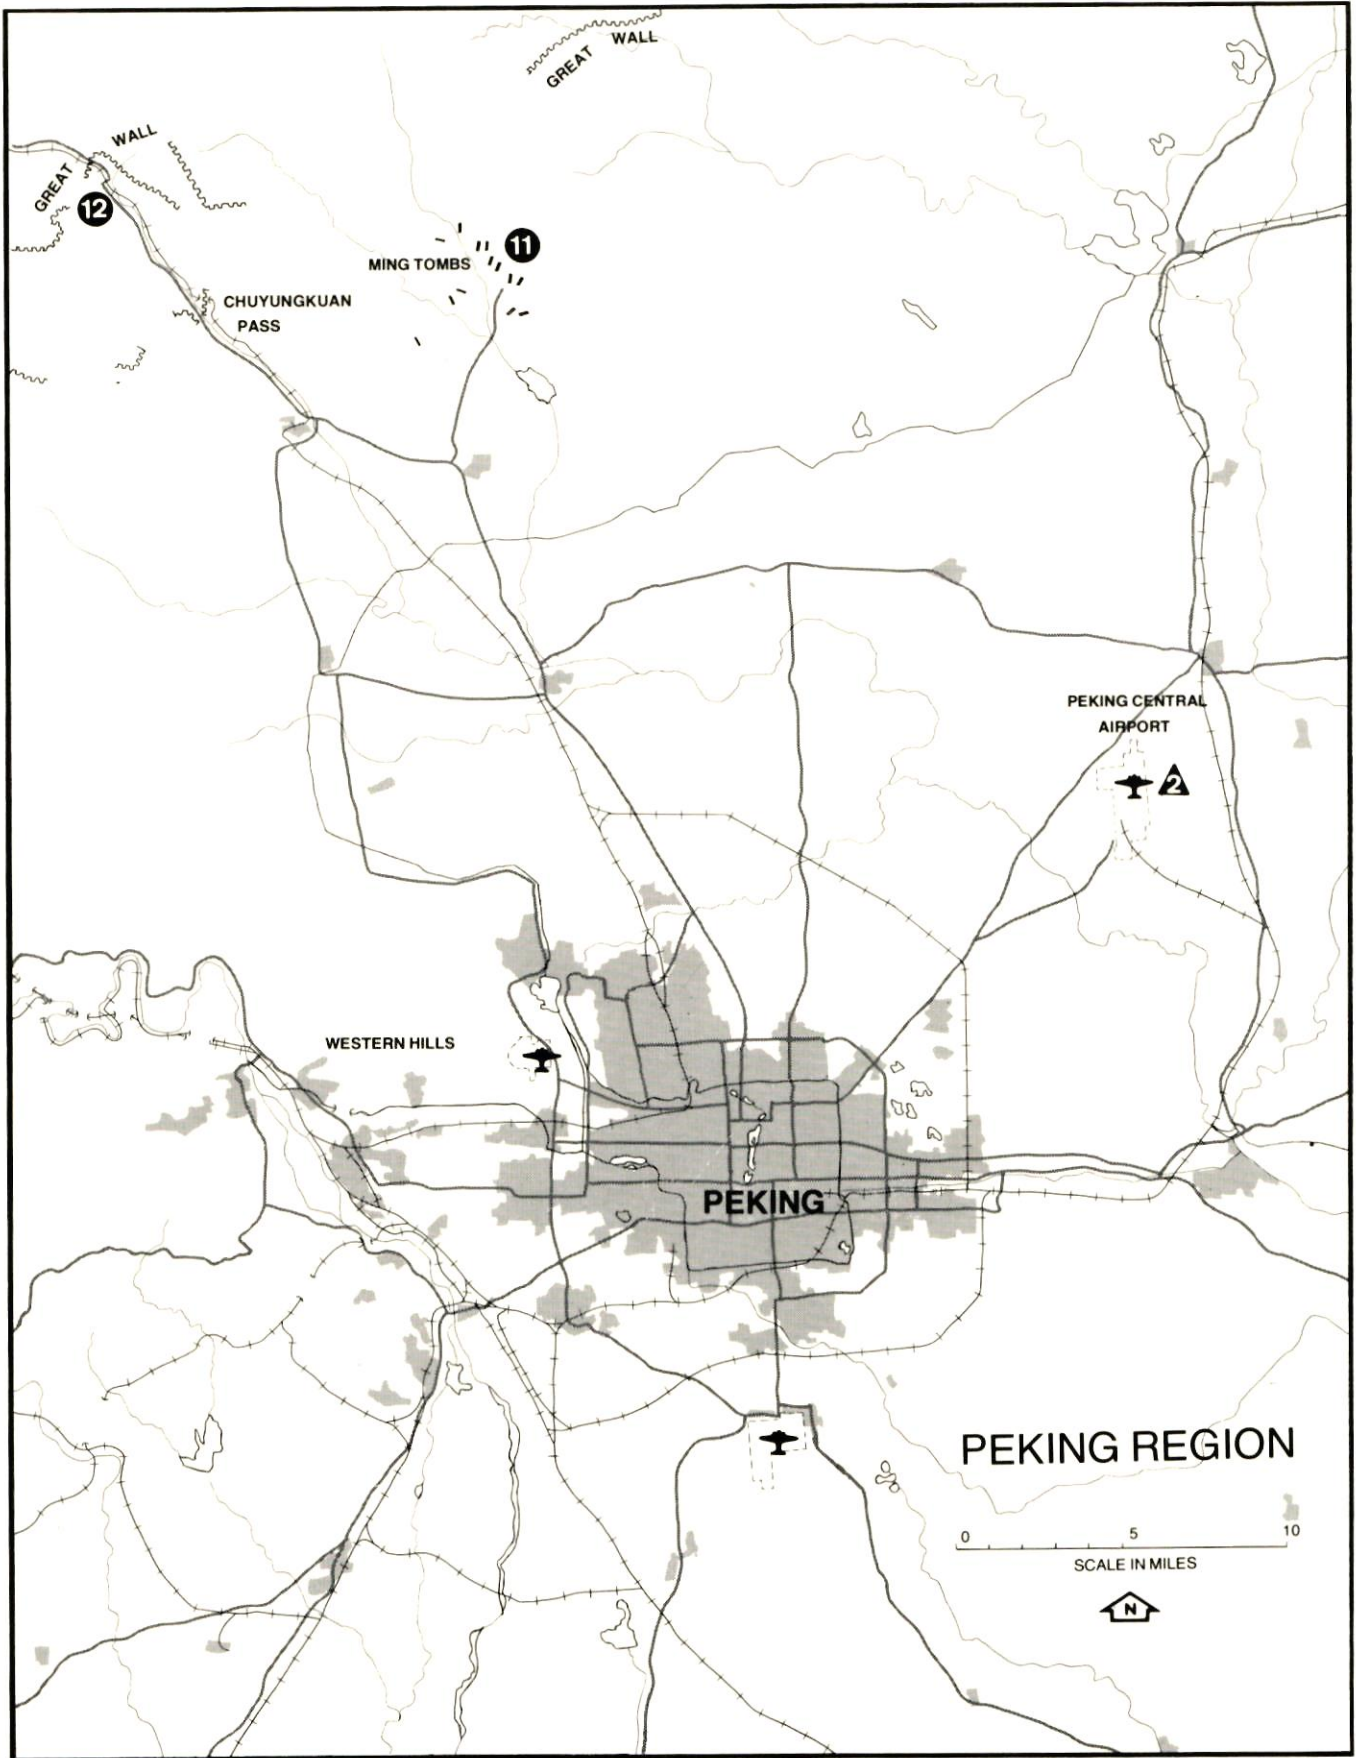 GREAT WALL
GREAT WALL
12
11
MING TOMBS
CHUYUNGKUAN
PASS
PEKING CENTRAL
AIRPORT
2
WESTERN HILLS
PEKING
PEKING REGION
0 5 10
SCALE IN MILES
N